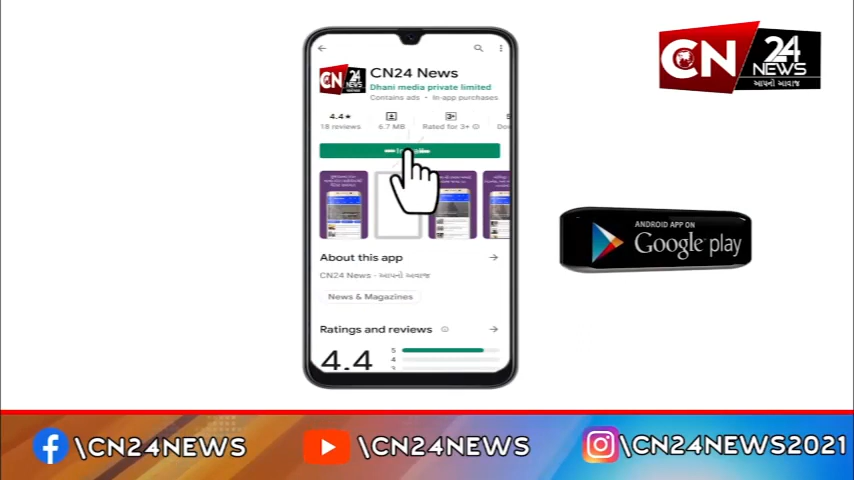 CN24 News
Dhani media private limited
Contains ads • In-app purchases
4.4★
18 reviews
6.7 MB
Rated for 3+
About this app
CN24 News - આપનો અવાજ
News & Magazines
Ratings and reviews
4.4
5
4
3
CN 24 NEWS
આપનો અવાજ
ANDROID APP ON
Google play
\CN24NEWS
\CN24NEWS
\CN24NEWS2021